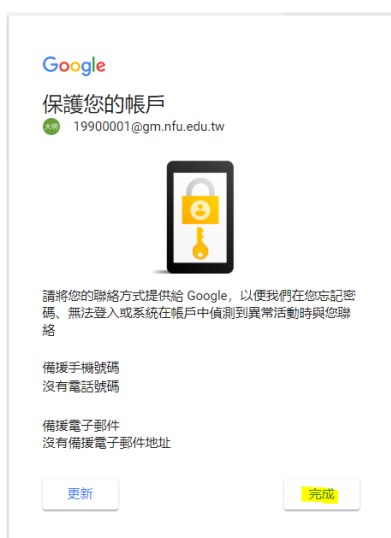 Google
保護您的帳戶
大明 19900001@gm.nfu.edu.tw
請將您的聯絡方式提供給 Google，以便我們在您忘記密
碼、無法登入或系統在帳戶中偵測到異常活動時與您聯
絡
備援手機號碼
沒有電話號碼
備援電子郵件
沒有備援電子郵件地址
更新 完成